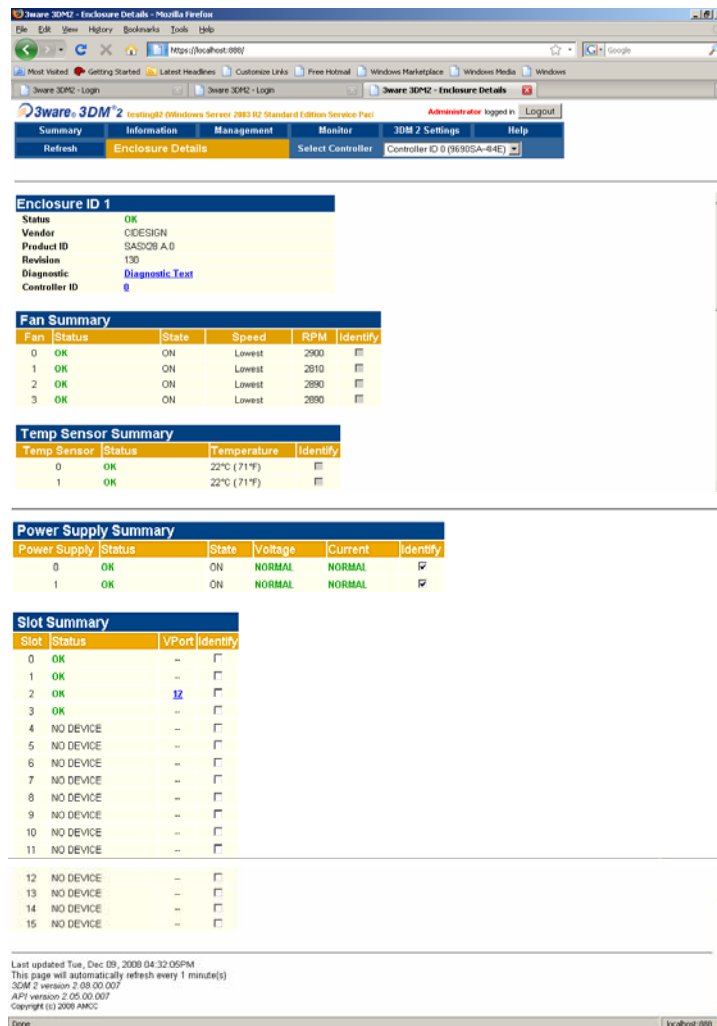 3ware 3DM2 - Enclosure Details - Mozilla Firefox
File Edit View History Bookmarks Tools Help
https://localhost:888/
Google
Most Visited Getting Started Latest Headlines Customize Links Free Hotmail Windows Marketplace Windows Media Windows
3ware 3DM2 - Login
3ware 3DM2 - Login
3ware 3DM2 - Enclosure Details
3ware® 3DM®2 testing02 (Windows Server 2003 R2 Standard Edition Service Pac
Administrator logged in Logout
Summary Information Management Monitor 3DM 2 Settings Help
Refresh Enclosure Details Select Controller Controller ID 0 (9690SA-4I4E)
Enclosure ID 1
Status OK
Vendor CIDESIGN
Product ID SASX28 A.0
Revision 130
Diagnostic Diagnostic Text
Controller ID 0
Fan Summary
Fan Status State Speed RPM Identify
0 OK ON Lowest 2900
1 OK ON Lowest 2810
2 OK ON Lowest 2890
3 OK ON Lowest 2890
Temp Sensor Summary
Temp Sensor Status Temperature Identify
0 OK 22°C (71°F)
1 OK 22°C (71°F)
Power Supply Summary
Power Supply Status State Voltage Current Identify
0 OK ON NORMAL NORMAL
1 OK ON NORMAL NORMAL
Slot Summary
Slot Status VPort Identify
0 OK --
1 OK --
2 OK 12
3 OK --
4 NO DEVICE --
5 NO DEVICE --
6 NO DEVICE --
7 NO DEVICE --
8 NO DEVICE --
9 NO DEVICE --
10 NO DEVICE --
11 NO DEVICE --
12 NO DEVICE --
13 NO DEVICE --
14 NO DEVICE --
15 NO DEVICE --
Last updated Tue, Dec 09, 2008 04:32:05PM
This page will automatically refresh every 1 minute(s)
3DM 2 version 2.08.00.007
API version 2.05.00.007
Copyright (c) 2008 AMCC
Done
localhost:888